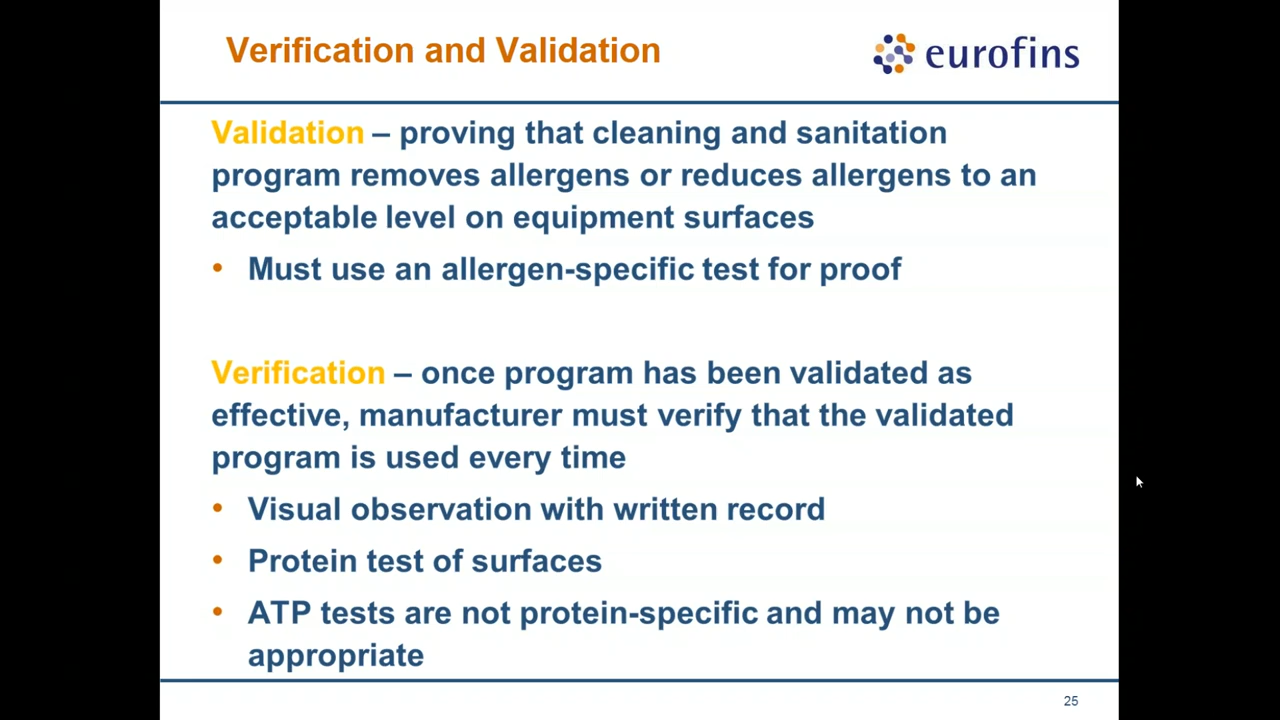 Verification and Validation
eurofins
Validation – proving that cleaning and sanitation
program removes allergens or reduces allergens to an
acceptable level on equipment surfaces
• Must use an allergen-specific test for proof
Verification – once program has been validated as
effective, manufacturer must verify that the validated
program is used every time
• Visual observation with written record
• Protein test of surfaces
• ATP tests are not protein-specific and may not be
appropriate
25